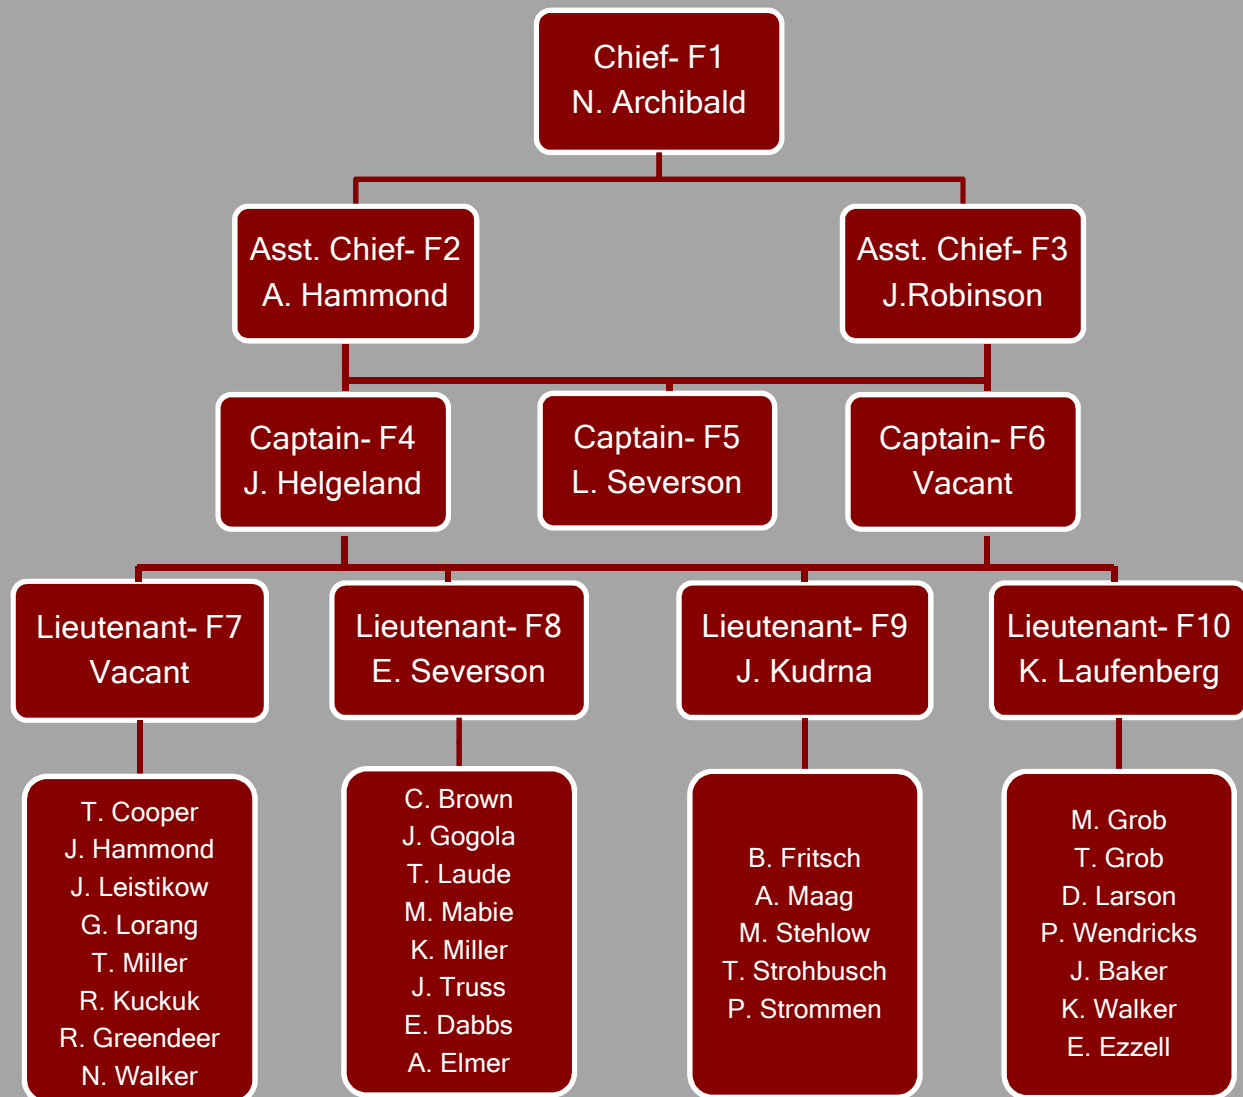 Chief- F1
N. Archibald
Asst. Chief- F2
A. Hammond
Asst. Chief- F3
J.Robinson
Captain- F4
J. Helgeland
Captain- F5
L. Severson
Captain- F6
Vacant
Lieutenant- F7
Vacant
Lieutenant- F8
E. Severson
Lieutenant- F9
J. Kudrna
Lieutenant- F10
K. Laufenberg
T. Cooper
J. Hammond
J. Leistikow
G. Lorang
T. Miller
R. Kuckuk
R. Greendeer
N. Walker
C. Brown
J. Gogola
T. Laude
M. Mabie
K. Miller
J. Truss
E. Dabbs
A. Elmer
B. Fritsch
A. Maag
M. Stehlow
T. Strohbusch
P. Strommen
M. Grob
T. Grob
D. Larson
P. Wendricks
J. Baker
K. Walker
E. Ezzell